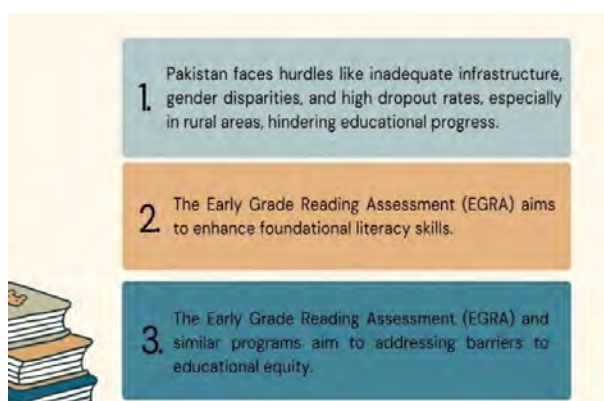 1. Pakistan faces hurdles like inadequate infrastructure,
gender disparities, and high dropout rates, especially
in rural areas, hindering educational progress.
2. The Early Grade Reading Assessment (EGRA) aims
to enhance foundational literacy skills.
3. The Early Grade Reading Assessment (EGRA) and
similar programs aim to addressing barriers to
educational equity.